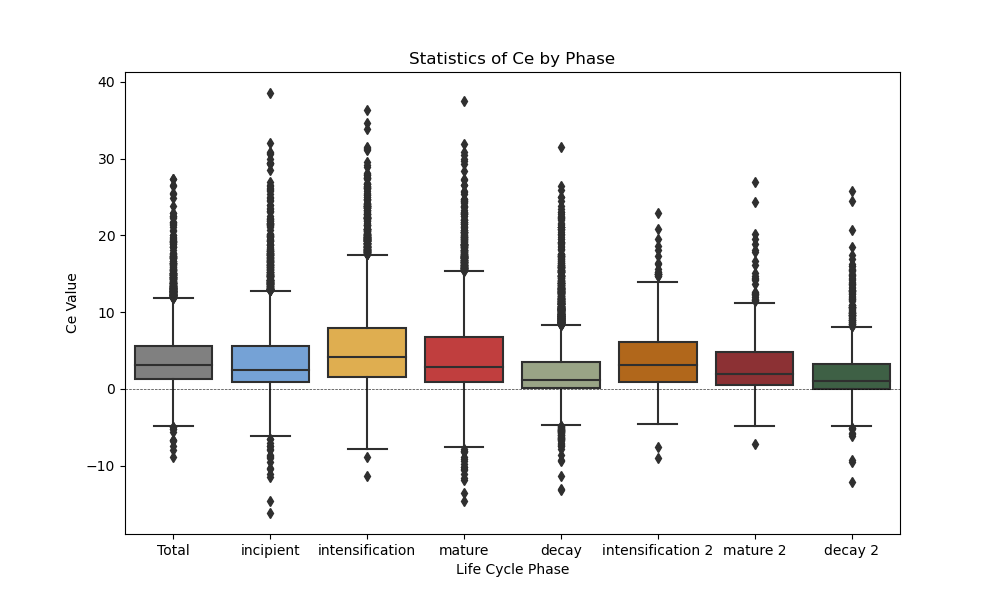 Statistics of Ce by Phase
Ce Value
40
30
20
10
0
−10
Total incipient intensification mature decay intensification 2 mature 2 decay 2
Life Cycle Phase